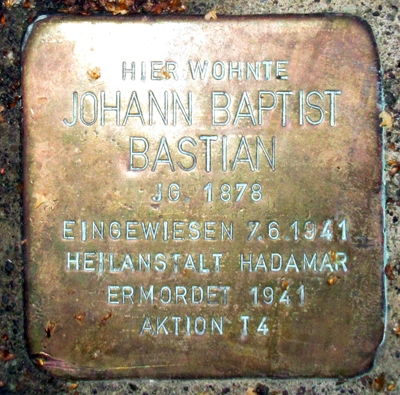 HIER WOHNTE
JOHANN BAPTIST
BASTIAN
JG. 1878
EINGEWIESEN 7.6.1941
HEILANSTALT HADAMAR
ERMORDET 1941
AKTION T4